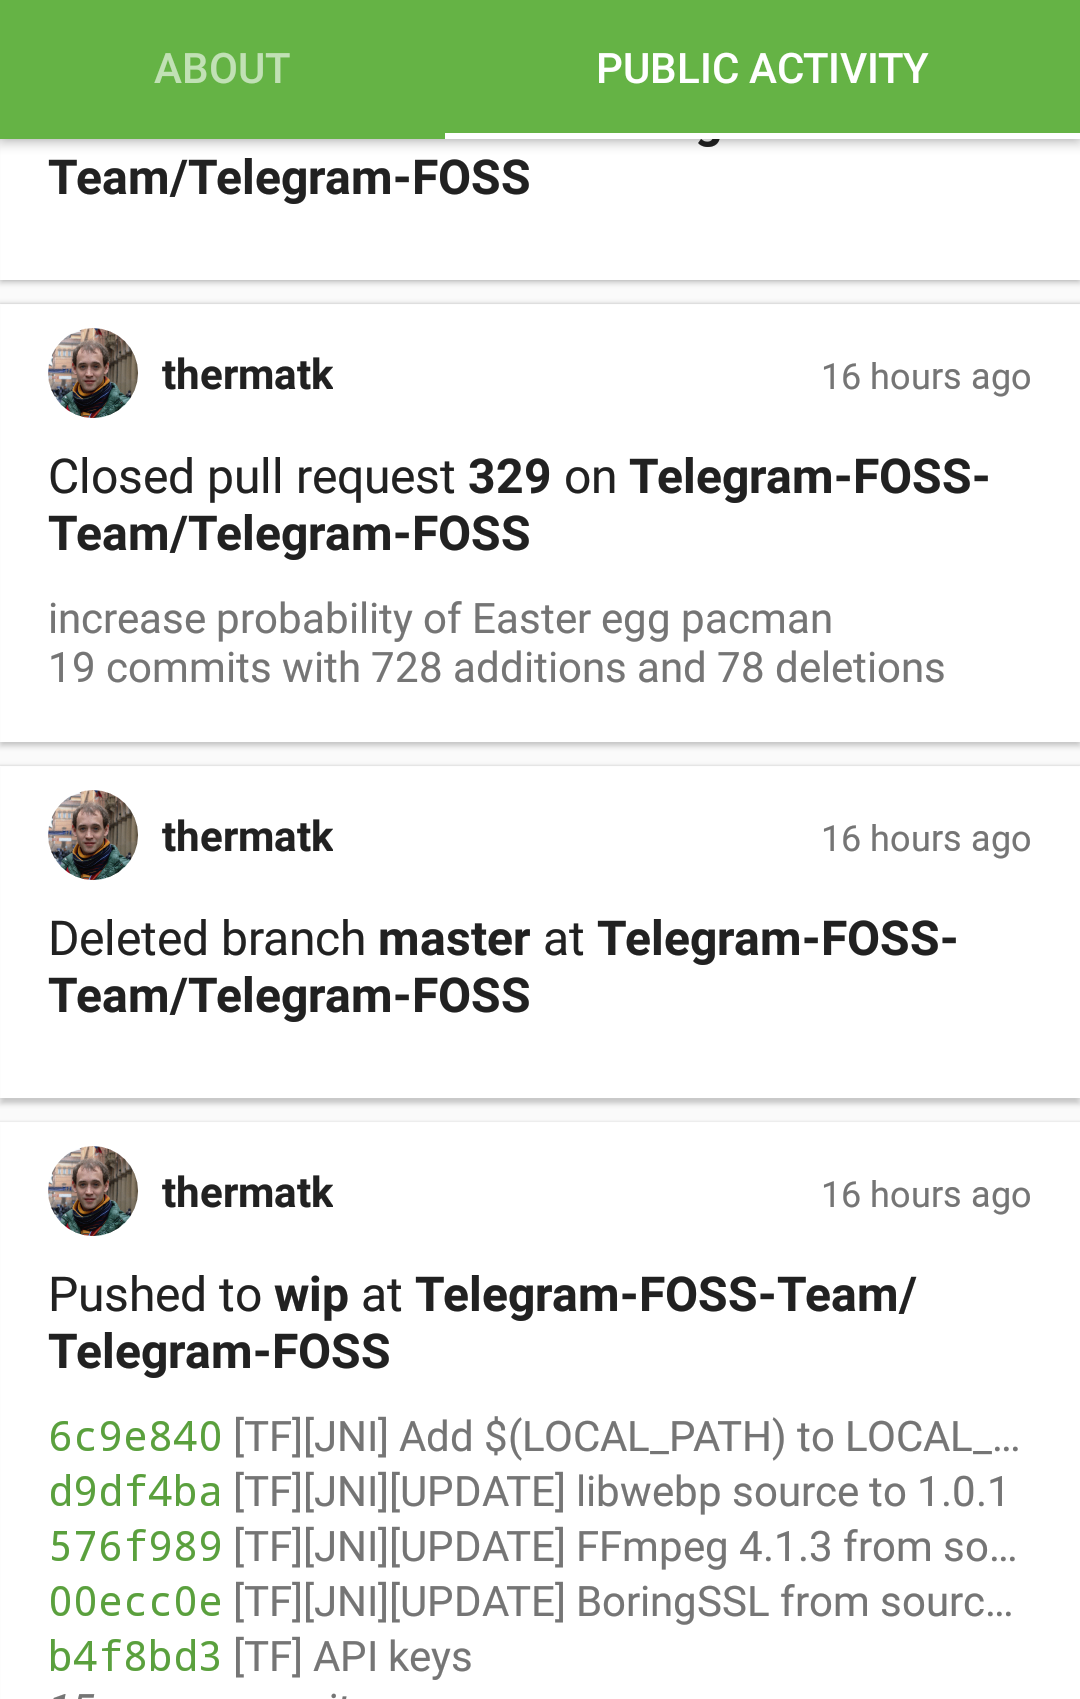 ABOUT
PUBLIC ACTIVITY
Team/Telegram-FOSS
thermatk
16 hours ago
Closed pull request 329 on Telegram-FOSS-
Team/Telegram-FOSS
increase probability of Easter egg pacman
19 commits with 728 additions and 78 deletions
thermatk
16 hours ago
Deleted branch master at Telegram-FOSS-
Team/Telegram-FOSS
thermatk
16 hours ago
Pushed to wip at Telegram-FOSS-Team/
Telegram-FOSS
6c9e840 [TF][JNI] Add $(LOCAL_PATH) to LOCAL_...
d9df4ba [TF][JNI][UPDATE] libwebp source to 1.0.1
576f989 [TF][JNI][UPDATE] FFmpeg 4.1.3 from so...
00ecc0e [TF][JNI][UPDATE] BoringSSL from sourc...
b4f8bd3 [TF] API keys